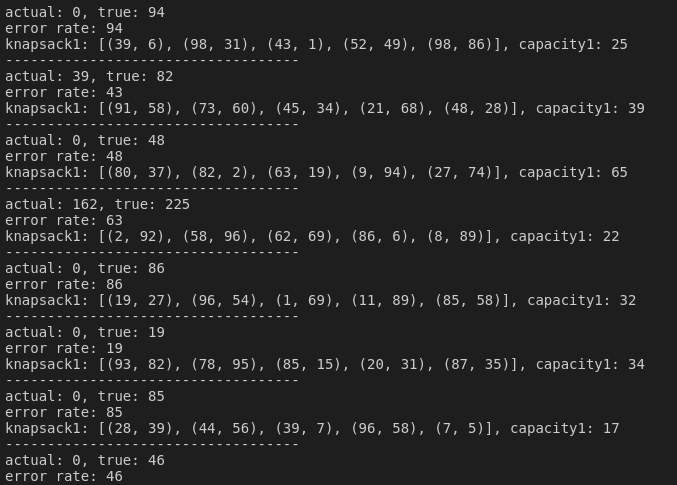 actual: 0, true: 94
error rate: 94
knapsack1: [(39, 6), (98, 31), (43, 1), (52, 49), (98, 86)], capacity1: 25
-----------------------------------
actual: 39, true: 82
error rate: 43
knapsack1: [(91, 58), (73, 60), (45, 34), (21, 68), (48, 28)], capacity1: 39
-----------------------------------
actual: 0, true: 48
error rate: 48
knapsack1: [(80, 37), (82, 2), (63, 19), (9, 94), (27, 74)], capacity1: 65
-----------------------------------
actual: 162, true: 225
error rate: 63
knapsack1: [(2, 92), (58, 96), (62, 69), (86, 6), (8, 89)], capacity1: 22
-----------------------------------
actual: 0, true: 86
error rate: 86
knapsack1: [(19, 27), (96, 54), (1, 69), (11, 89), (85, 58)], capacity1: 32
-----------------------------------
actual: 0, true: 19
error rate: 19
knapsack1: [(93, 82), (78, 95), (85, 15), (20, 31), (87, 35)], capacity1: 34
-----------------------------------
actual: 0, true: 85
error rate: 85
knapsack1: [(28, 39), (44, 56), (39, 7), (96, 58), (7, 5)], capacity1: 17
-----------------------------------
actual: 0, true: 46
error rate: 46